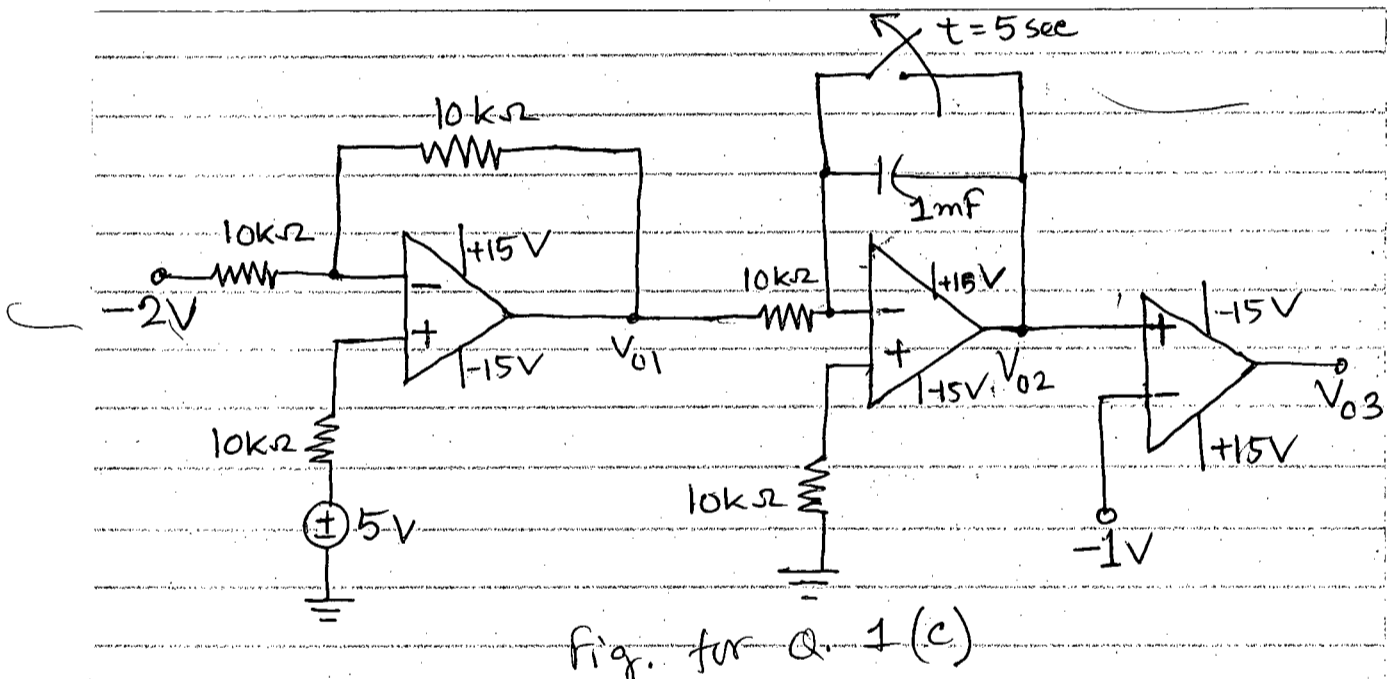 t = 5 sec
10kΩ
1mF
10kΩ
+15V
-2V
-15V
V01
10kΩ
5V
10kΩ
+15V
-15V
V02
10kΩ
-15V
+15V
-1V
V03
Fig. for Q. 1 (c)